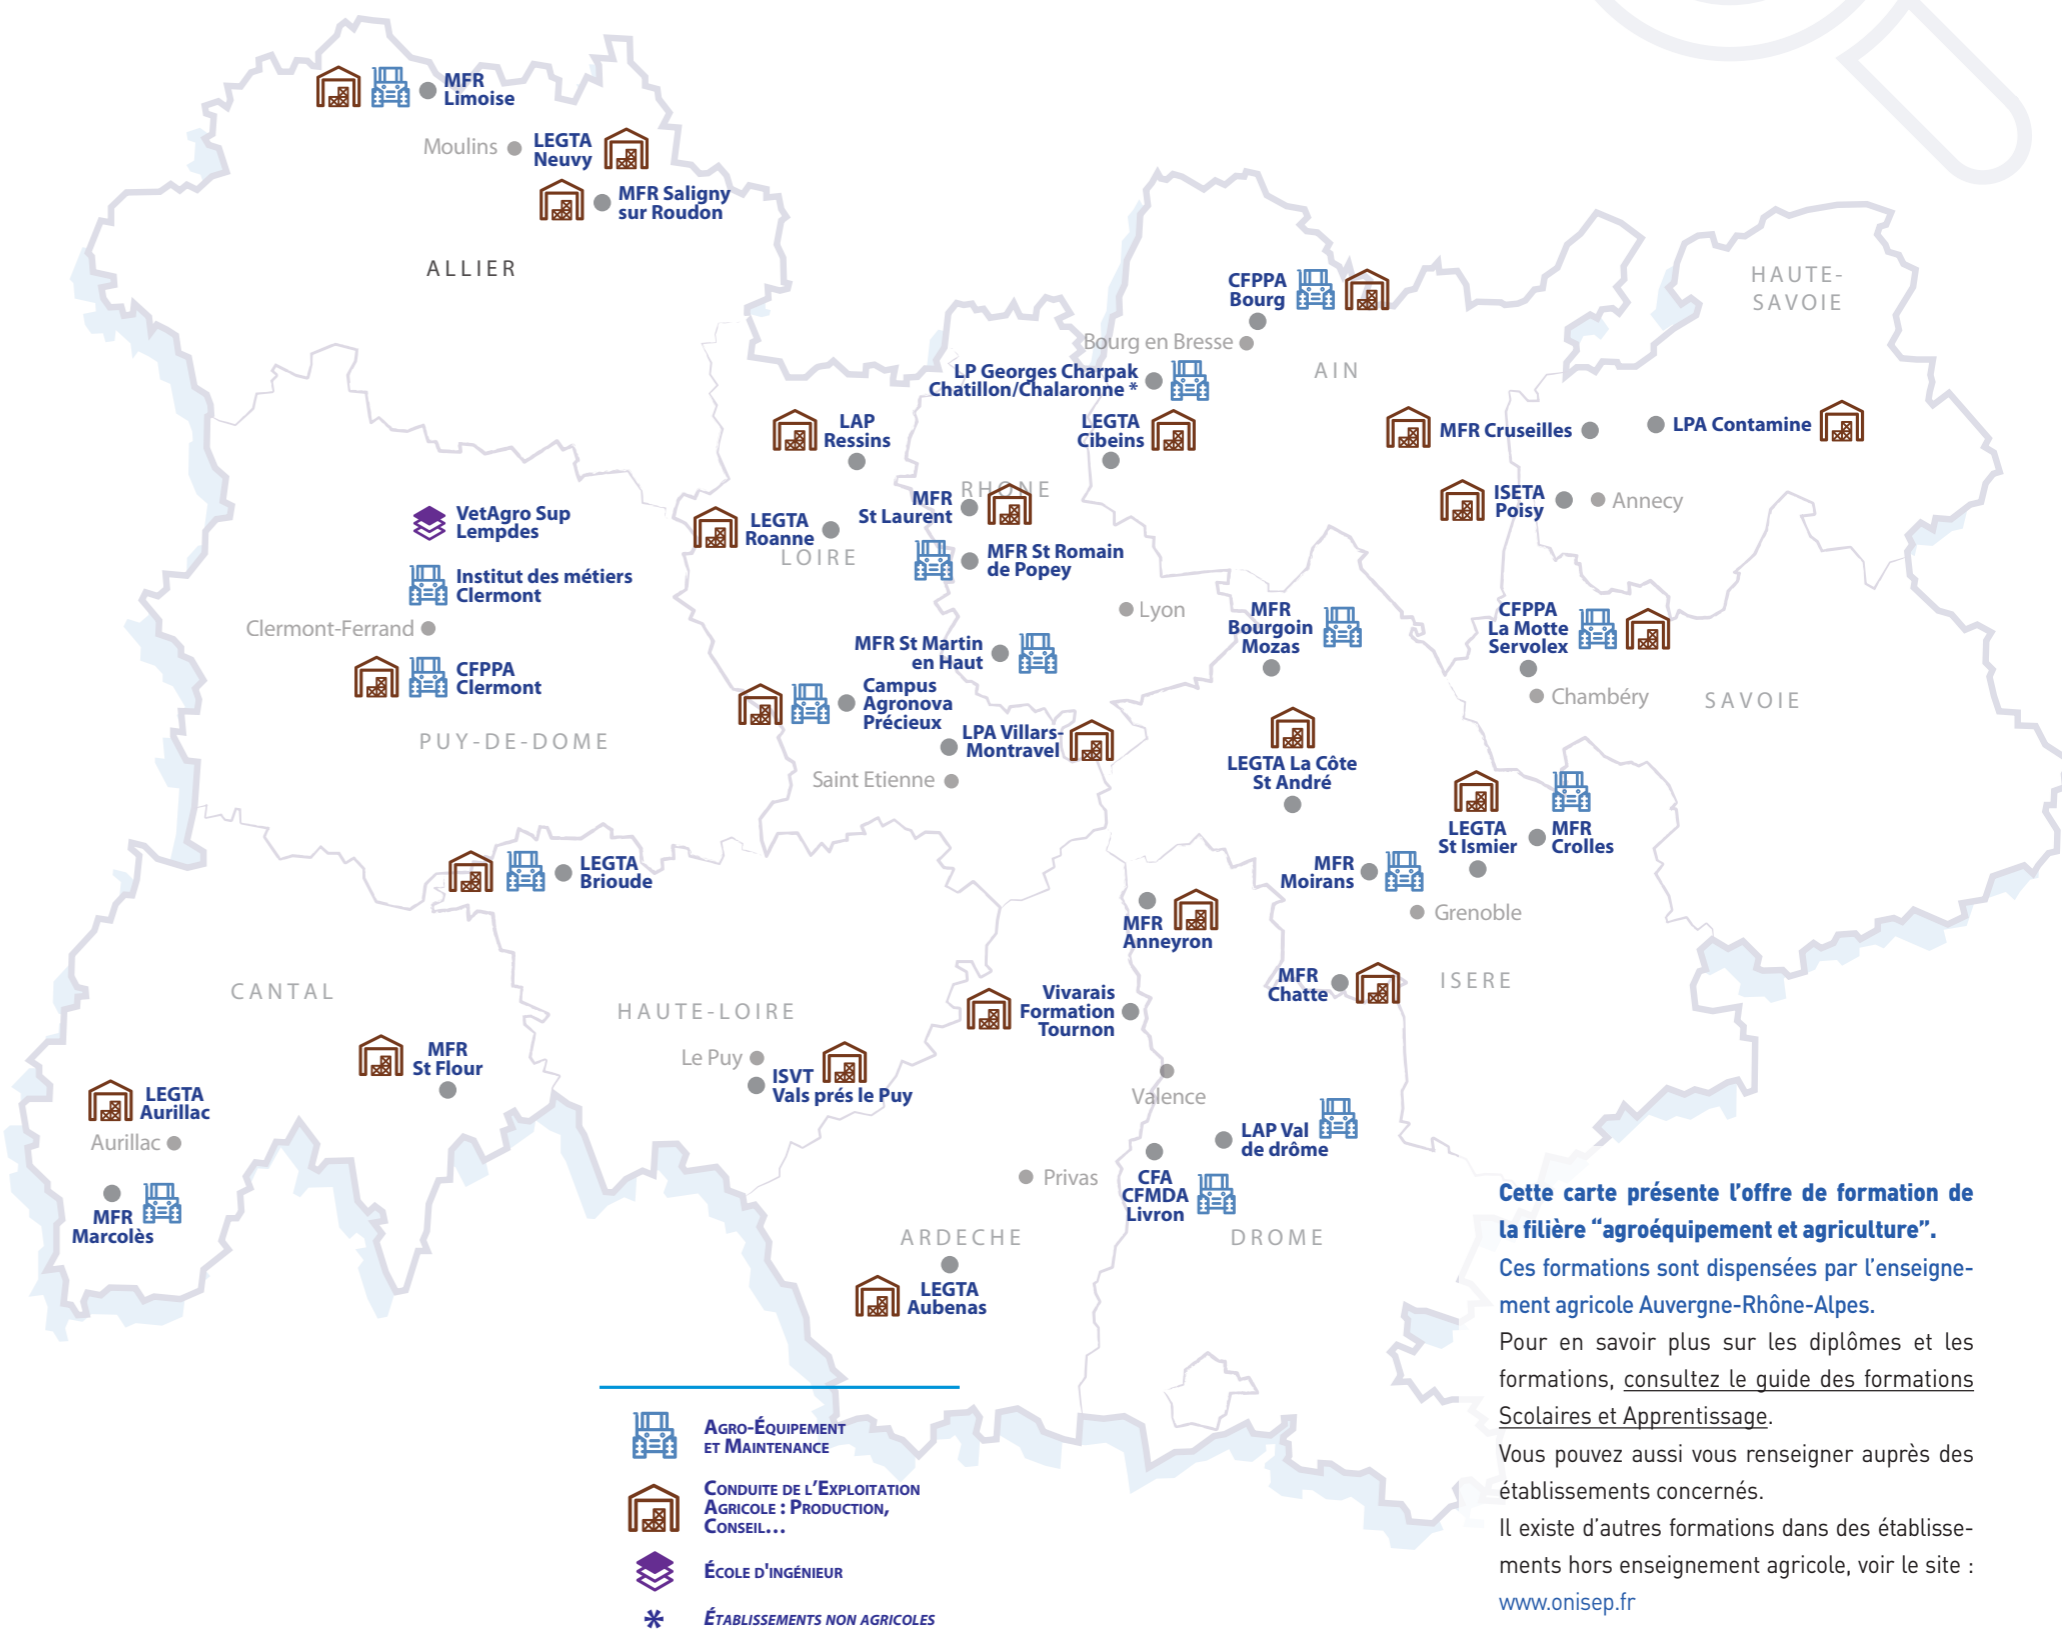 MFR
Limoise
Moulins
LEGTA
Neuvy
MFR Saligny
sur Roudon
ALLIER
HAUTE-
SAVOIE
CFPPA
Bourg
Bourg en Bresse
AIN
LP Georges Charpak
Chatillon/Chalaronne *
LAP
Ressins
LEGTA
Cibeins
MFR Cruseilles
LPA Contamine
RHONE
MFR
St Laurent
ISETA
Poisy
Annecy
VetAgro Sup
Lempdes
LEGTA
Roanne
LOIRE
MFR St Romain
de Popey
Institut des métiers
Clermont
Clermont-Ferrand
Lyon
MFR
Bourgoin
Mozas
CFPPA
La Motte
Servolex
MFR St Martin
en Haut
CFPPA
Clermont
Campus
Agronova
Précieux
Chambéry
SAVOIE
PUY-DE-DOME
LPA Villars-
Montravel
Saint Etienne
LEGTA La Côte
St André
LEGTA
St Ismier
MFR
Crolles
LEGTA
Brioude
MFR
Moirans
Grenoble
MFR
Anneyron
CANTAL
HAUTE-LOIRE
Vivarais
Formation
Tournon
MFR
Chatte
ISERE
MFR
St Flour
Le Puy
ISVT
Vals prés le Puy
Valence
LEGTA
Aurillac
Aurillac
LAP Val
de drôme
Privas
CFA
CFMDA
Livron
MFR
Marcolès
ARDECHE
DROME
LEGTA
Aubenas
Cette carte présente l’offre de formation de
la filière “agroéquipement et agriculture”.
Ces formations sont dispensées par l’enseigne-
ment agricole Auvergne-Rhône-Alpes.
Pour en savoir plus sur les diplômes et les
formations, consultez le guide des formations
Scolaires et Apprentissage.
Vous pouvez aussi vous renseigner auprès des
établissements concernés.
Il existe d’autres formations dans des établisse-
ments hors enseignement agricole, voir le site :
www.onisep.fr
Agro-Équipement
et Maintenance
Conduite de l’Exploitation
Agricole : Production,
Conseil...
École d'ingénieur
* Établissements non agricoles